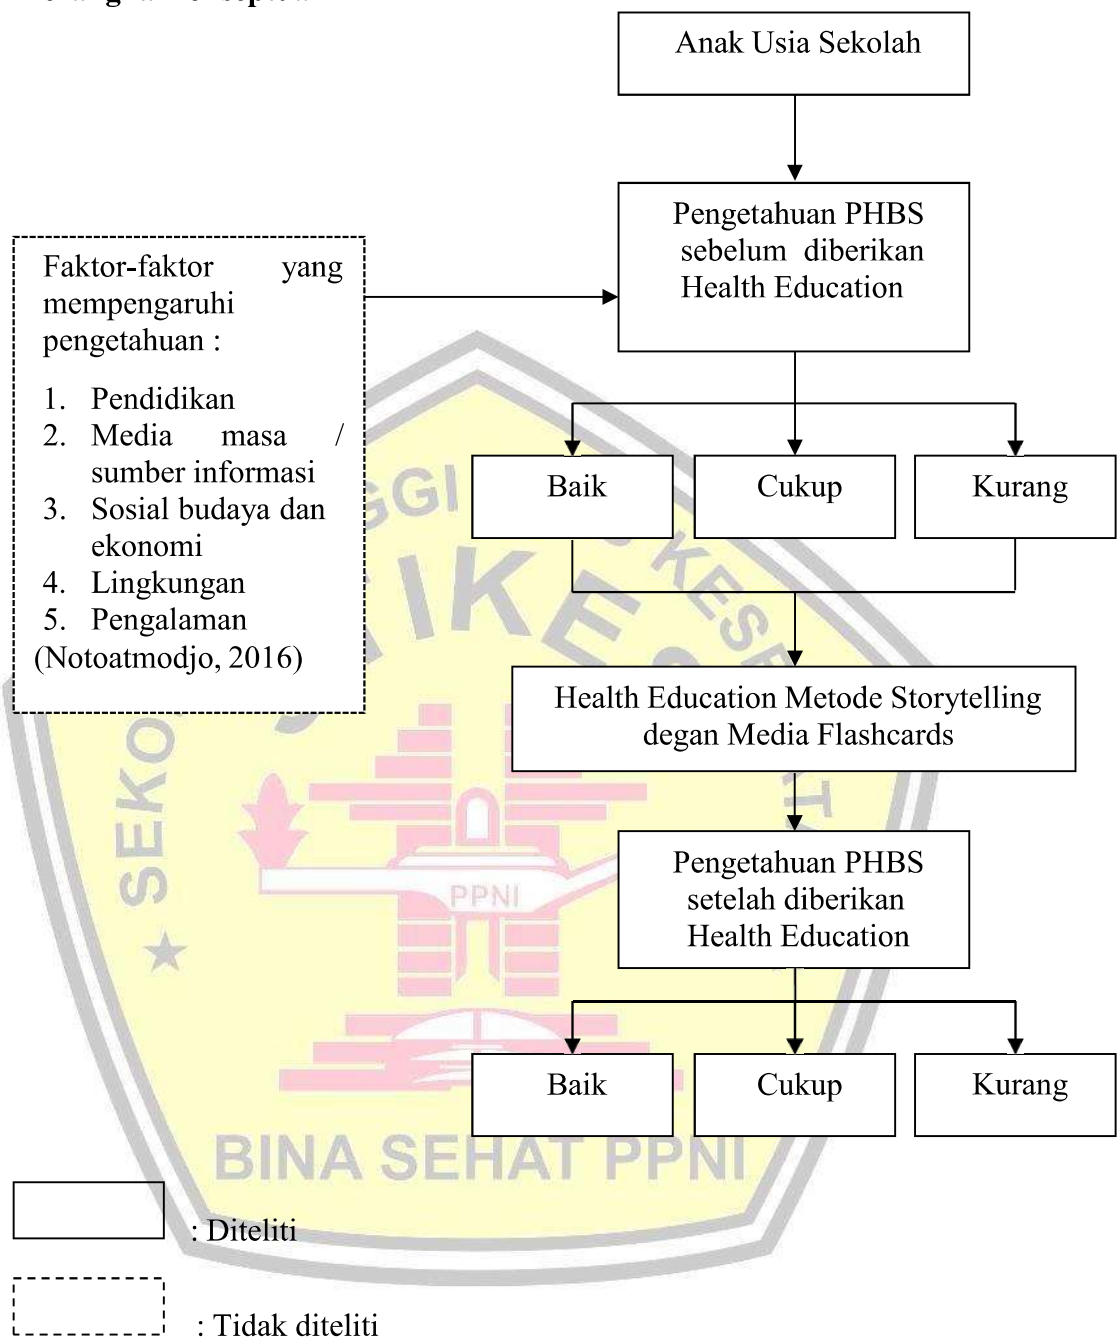 Anak Usia Sekolah
Pengetahuan PHBS
sebelum diberikan
Health Education
Faktor-faktor yang
mempengaruhi
pengetahuan :
1. Pendidikan
2. Media masa /
sumber informasi
3. Sosial budaya dan
ekonomi
4. Lingkungan
5. Pengalaman
(Notoatmodjo, 2016)
Baik
Cukup
Kurang
Health Education Metode Storytelling
degan Media Flashcards
Pengetahuan PHBS
setelah diberikan
Health Education
Baik
Cukup
Kurang
PPNI
BINA SEHAT PPNI
: Diteliti
: Tidak diteliti